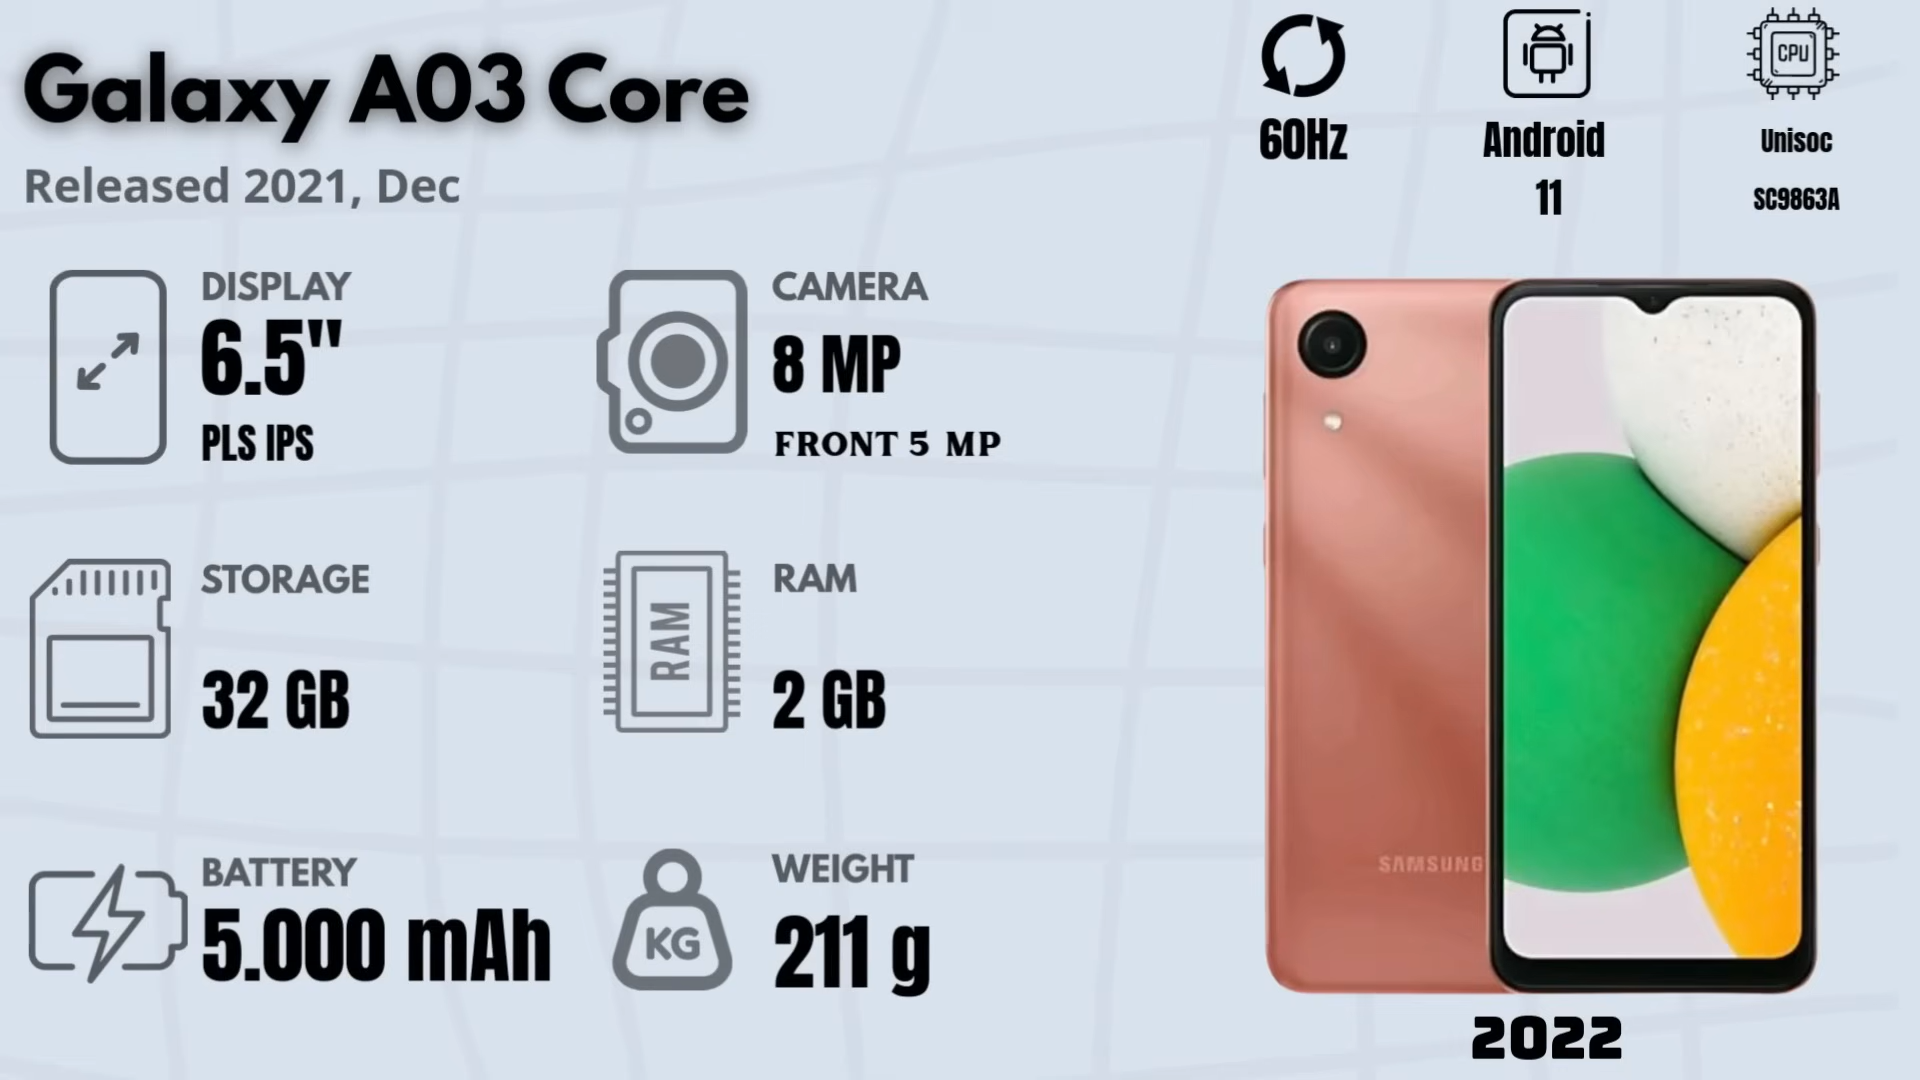 Galaxy A03 Core
Released 2021, Dec
60Hz
Android
11
CPU
Unisoc
SC9863A
DISPLAY
6.5"
PLS IPS
CAMERA
8 MP
FRONT 5 MP
STORAGE
32 GB
RAM
RAM
2 GB
BATTERY
5.000 mAh
KG
WEIGHT
211 g
SAMSUNG
2022